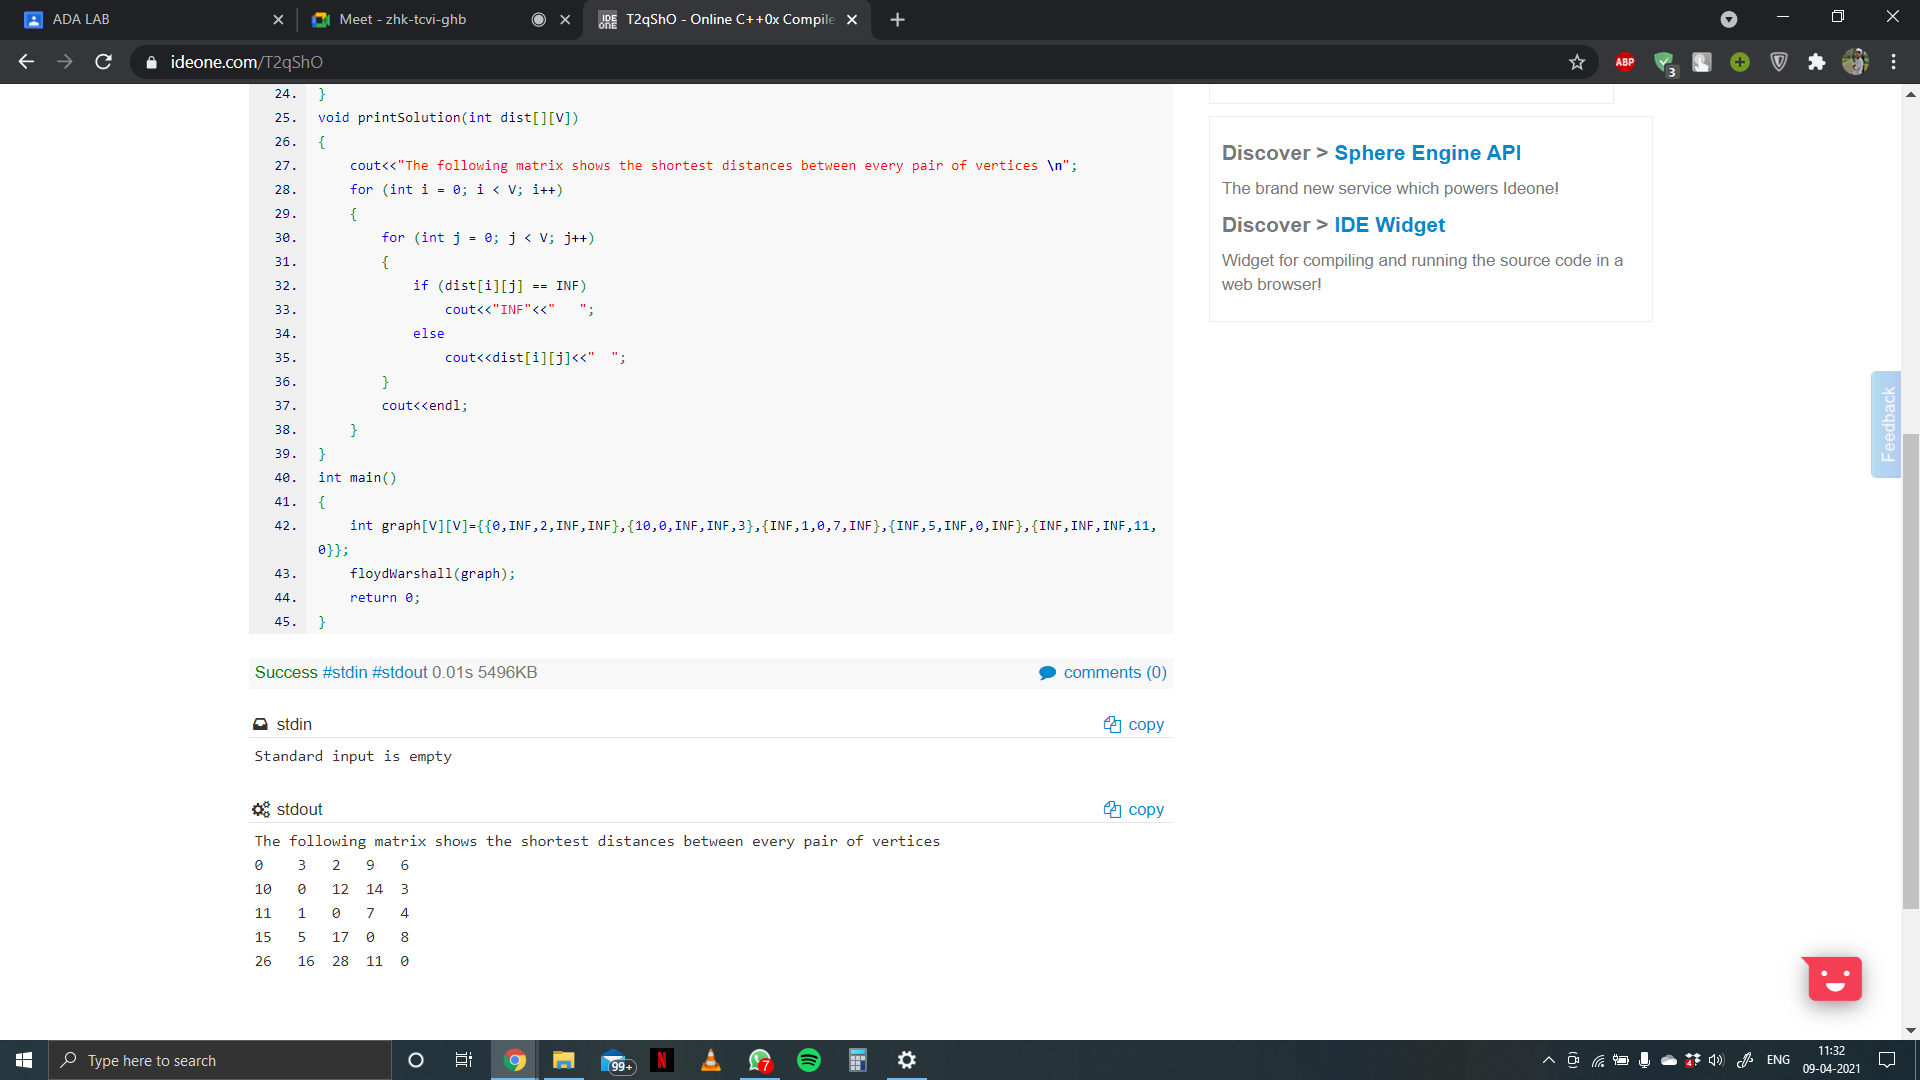 ADA LAB
Meet - zhk-tcvi-ghb
IDE ONE
T2qShO - Online C++0x Compile
ideone.com/T2qShO
ABP
3
24. }
25. void printSolution(int dist[][V])
26. {
27. cout<<"The following matrix shows the shortest distances between every pair of vertices \n";
28. for (int i = 0; i < V; i++)
29. {
30. for (int j = 0; j < V; j++)
31. {
32. if (dist[i][j] == INF)
33. cout<<"INF"<<"   ";
34. else
35. cout<<dist[i][j]<<"  ";
36. }
37. cout<<endl;
38. }
39. }
40. int main()
41. {
42. int graph[V][V]={{0,INF,2,INF,INF},{10,0,INF,INF,3},{INF,1,0,7,INF},{INF,5,INF,0,INF},{INF,INF,INF,11,
0}};
43. floydWarshall(graph);
44. return 0;
45. }
Discover > Sphere Engine API
The brand new service which powers Ideone!
Discover > IDE Widget
Widget for compiling and running the source code in a
web browser!
Feedback
Success #stdin #stdout 0.01s 5496KB
comments (0)
stdin
copy
Standard input is empty
stdout
copy
The following matrix shows the shortest distances between every pair of vertices
0 3 2 9 6
10 0 12 14 3
11 1 0 7 4
15 5 17 0 8
26 16 28 11 0
Type here to search
99+
N
7
4
ENG
11:32
09-04-2021